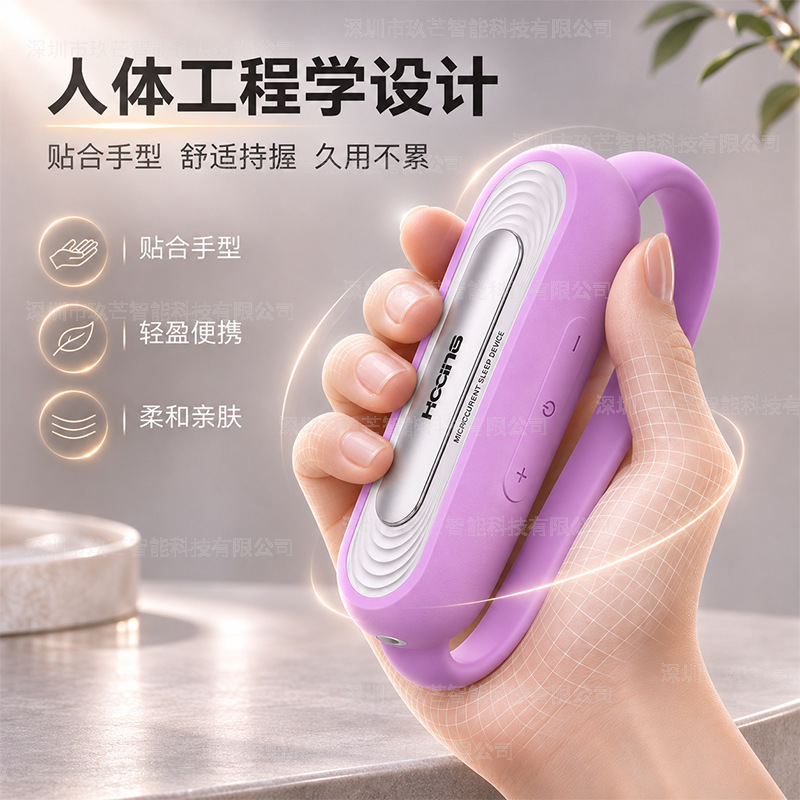 深圳市玖芒智能科技有限公司
人体工程学设计
贴合手型 舒适持握 久用不累
贴合手型
轻盈便携
柔和亲肤
MICROCURENT SLEEP DEVICE